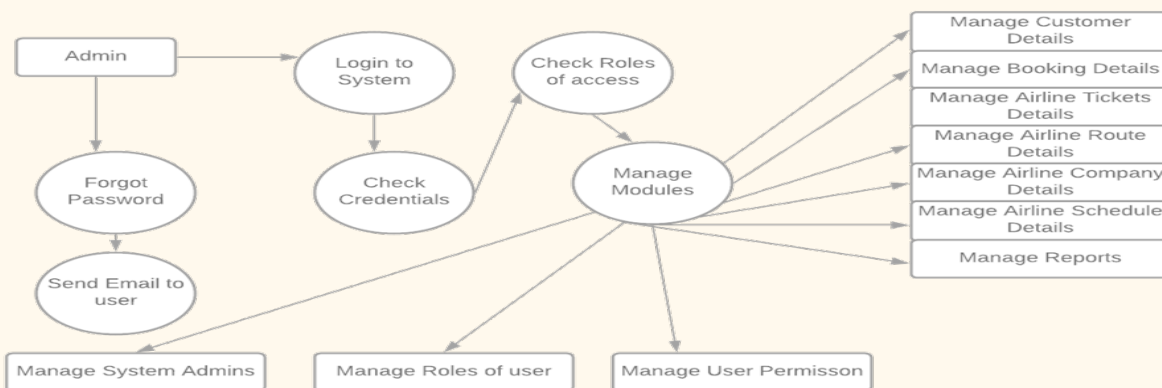 Admin
Login to
System
Check Roles
of access
Manage Customer
Details
Manage Booking Details
Manage Airline Tickets
Details
Manage Airline Route
Details
Manage Airline Company
Details
Manage Airline Schedule
Details
Manage Reports
Forgot
Password
Check
Credentials
Manage
Modules
Send Email to
user
Manage System Admins
Manage Roles of user
Manage User Permisson